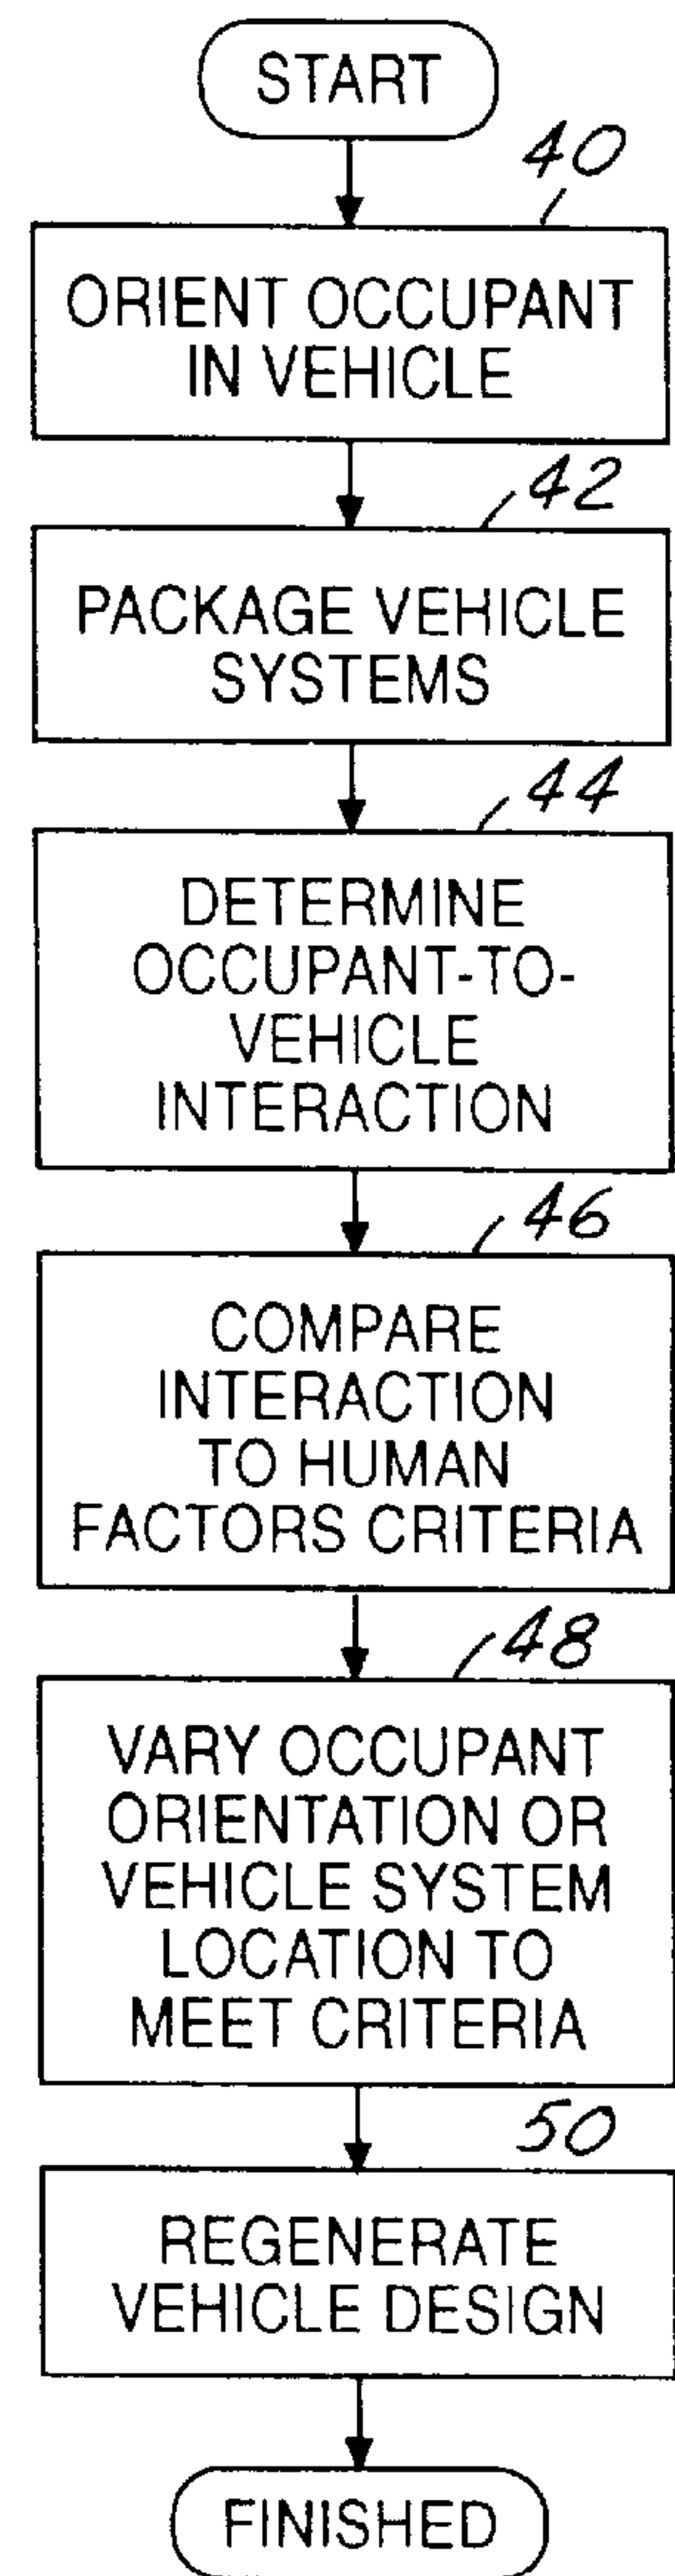 START
40
ORIENT OCCUPANT
IN VEHICLE
42
PACKAGE VEHICLE
SYSTEMS
44
DETERMINE
OCCUPANT-TO-
VEHICLE
INTERACTION
46
COMPARE
INTERACTION
TO HUMAN
FACTORS CRITERIA
48
VARY OCCUPANT
ORIENTATION OR
VEHICLE SYSTEM
LOCATION TO
MEET CRITERIA
50
REGENERATE
VEHICLE DESIGN
FINISHED